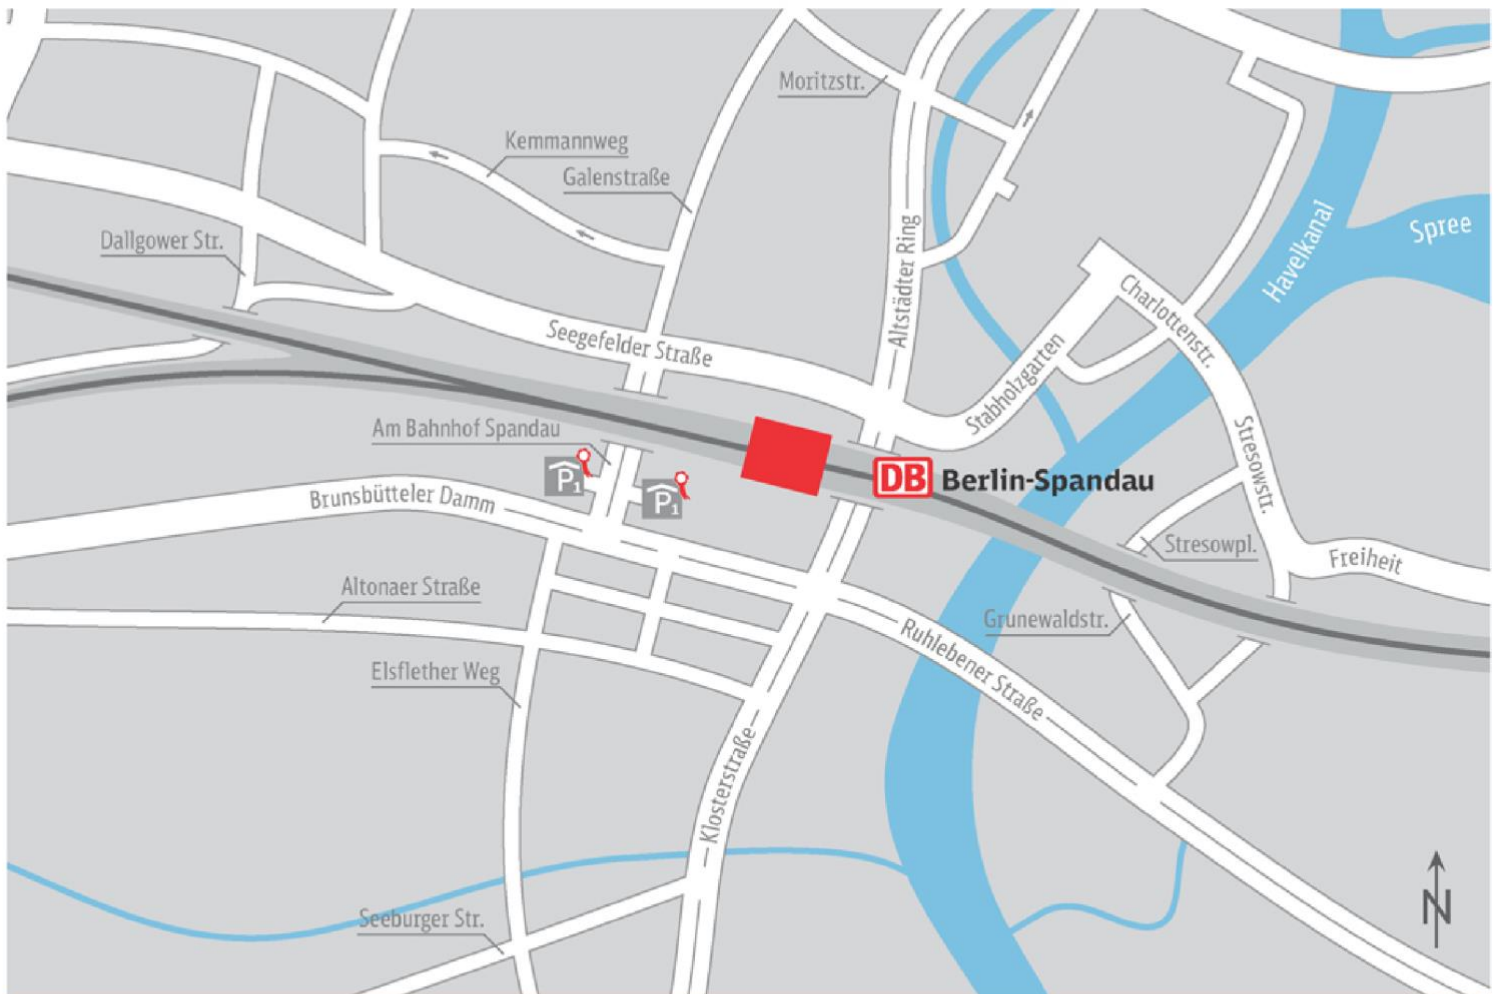 Moritzstr.
Kemmannweg
Galenstraße
Dallgower Str.
Altstädter Ring
Havelkanal
Spree
Charlottenstr.
Seegefelder Straße
Stabholzgarten
Am Bahnhof Spandau
P1
P1
DB Berlin-Spandau
Stresowstr.
Brunsbütteler Damm
Stresowpl.
Freiheit
Altonaer Straße
Grunewaldstr.
Ruhlebener Straße
Elsflether Weg
Klosterstraße
Seeburger Str.
N